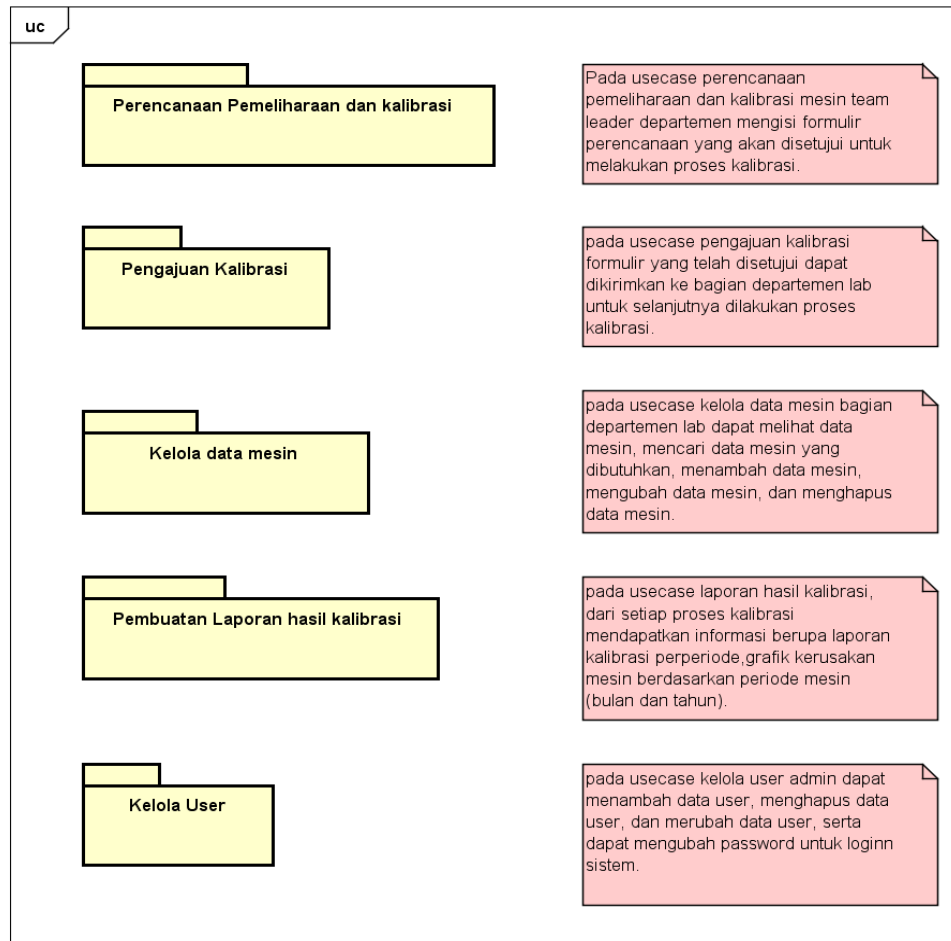 uc
Perencanaan Pemeliharaan dan kalibrasi
Pada usecase perencanaan
pemeliharaan dan kalibrasi mesin team
leader departemen mengisi formulir
perencanaan yang akan disetujui untuk
melakukan proses kalibrasi.
Pengajuan Kalibrasi
pada usecase pengajuan kalibrasi
formulir yang telah disetujui dapat
dikirimkan ke bagian departemen lab
untuk selanjutnya dilakukan proses
kalibrasi.
Kelola data mesin
pada usecase kelola data mesin bagian
departemen lab dapat melihat data
mesin, mencari data mesin yang
dibutuhkan, menambah data mesin,
mengubah data mesin, dan menghapus
data mesin.
Pembuatan Laporan hasil kalibrasi
pada usecase laporan hasil kalibrasi,
dari setiap proses kalibrasi
mendapatkan informasi berupa laporan
kalibrasi perperiode,grafik kerusakan
mesin berdasarkan periode mesin
(bulan dan tahun).
Kelola User
pada usecase kelola user admin dapat
menambah data user, menghapus data
user, dan merubah data user, serta
dapat mengubah password untuk loginn
sistem.